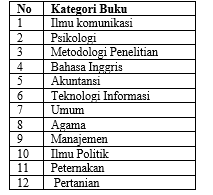 No Kategori Buku
1 Ilmu komunikasi
2 Psikologi
3 Metodologi Penelitian
4 Bahasa Inggris
5 Akuntansi
6 Teknologi Informasi
7 Umum
8 Agama
9 Manajemen
10 Ilmu Politik
11 Peternakan
12 Pertanian